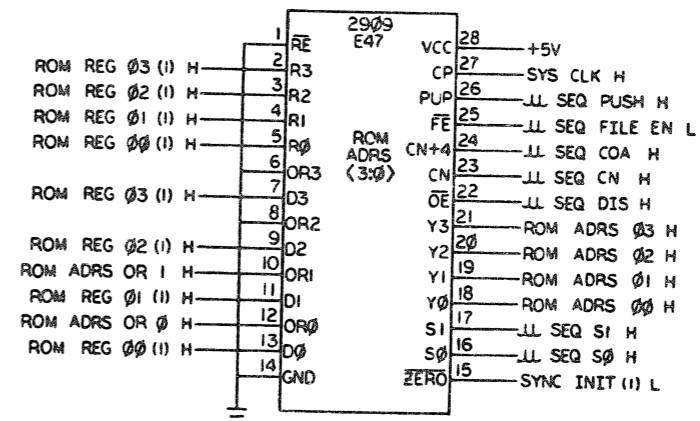 2909
E47
1 RE VCC 28 +5V
ROM REG Ø3 (1) H 2 R3 CP 27 SYS CLK H
ROM REG Ø2 (1) H 3 R2 PUP 26 µ SEQ PUSH H
ROM REG Ø1 (1) H 4 R1 FE 25 µ SEQ FILE EN L
ROM REG ØØ (1) H 5 RØ ROM ADRS <3:Ø> CN+4 24 µ SEQ COA H
6 OR3 CN 23 µ SEQ CN H
ROM REG Ø3 (1) H 7 D3 OE 22 µ SEQ DIS H
8 OR2 Y3 21 ROM ADRS Ø3 H
ROM REG Ø2 (1) H 9 D2 Y2 2Ø ROM ADRS Ø2 H
ROM ADRS OR 1 H 1Ø OR1 Y1 19 ROM ADRS Ø1 H
ROM REG Ø1 (1) H 11 D1 YØ 18 ROM ADRS ØØ H
ROM ADRS OR Ø H 12 ORØ S1 17 µ SEQ S1 H
ROM REG ØØ (1) H 13 DØ SØ 16 µ SEQ SØ H
14 GND ZERO 15 SYNC INIT (1) L